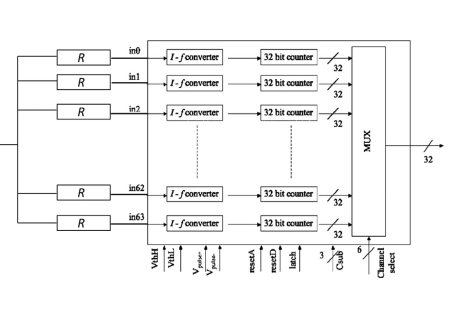 R in0 I - f converter 32 bit counter 32
R in1 I - f converter 32 bit counter 32
R in2 I - f converter 32 bit counter 32
MUX
32
R in62 I - f converter 32 bit counter 32
R in63 I - f converter 32 bit counter 32
VthH
VthL
Vpulse+
Vpulse-
resetA
resetD
latch
3
Csub
6
Channel
select